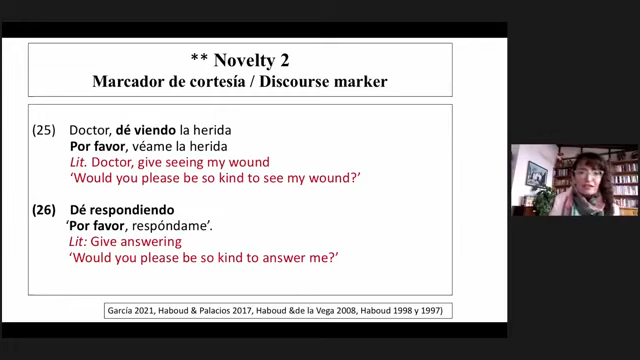 ** Novelty 2
Marcador de cortesía / Discourse marker
(25) Doctor, dé viendo la herida
Por favor, véame la herida
Lit. Doctor, give seeing my wound
‘Would you please be so kind to see my wound?’
(26) Dé respondiendo
‘Por favor, respóndame’.
Lit: Give answering
‘Would you please be so kind to answer me?’
García 2021, Haboud & Palacios 2017, Haboud &de la Vega 2008, Haboud 1998 y 1997)